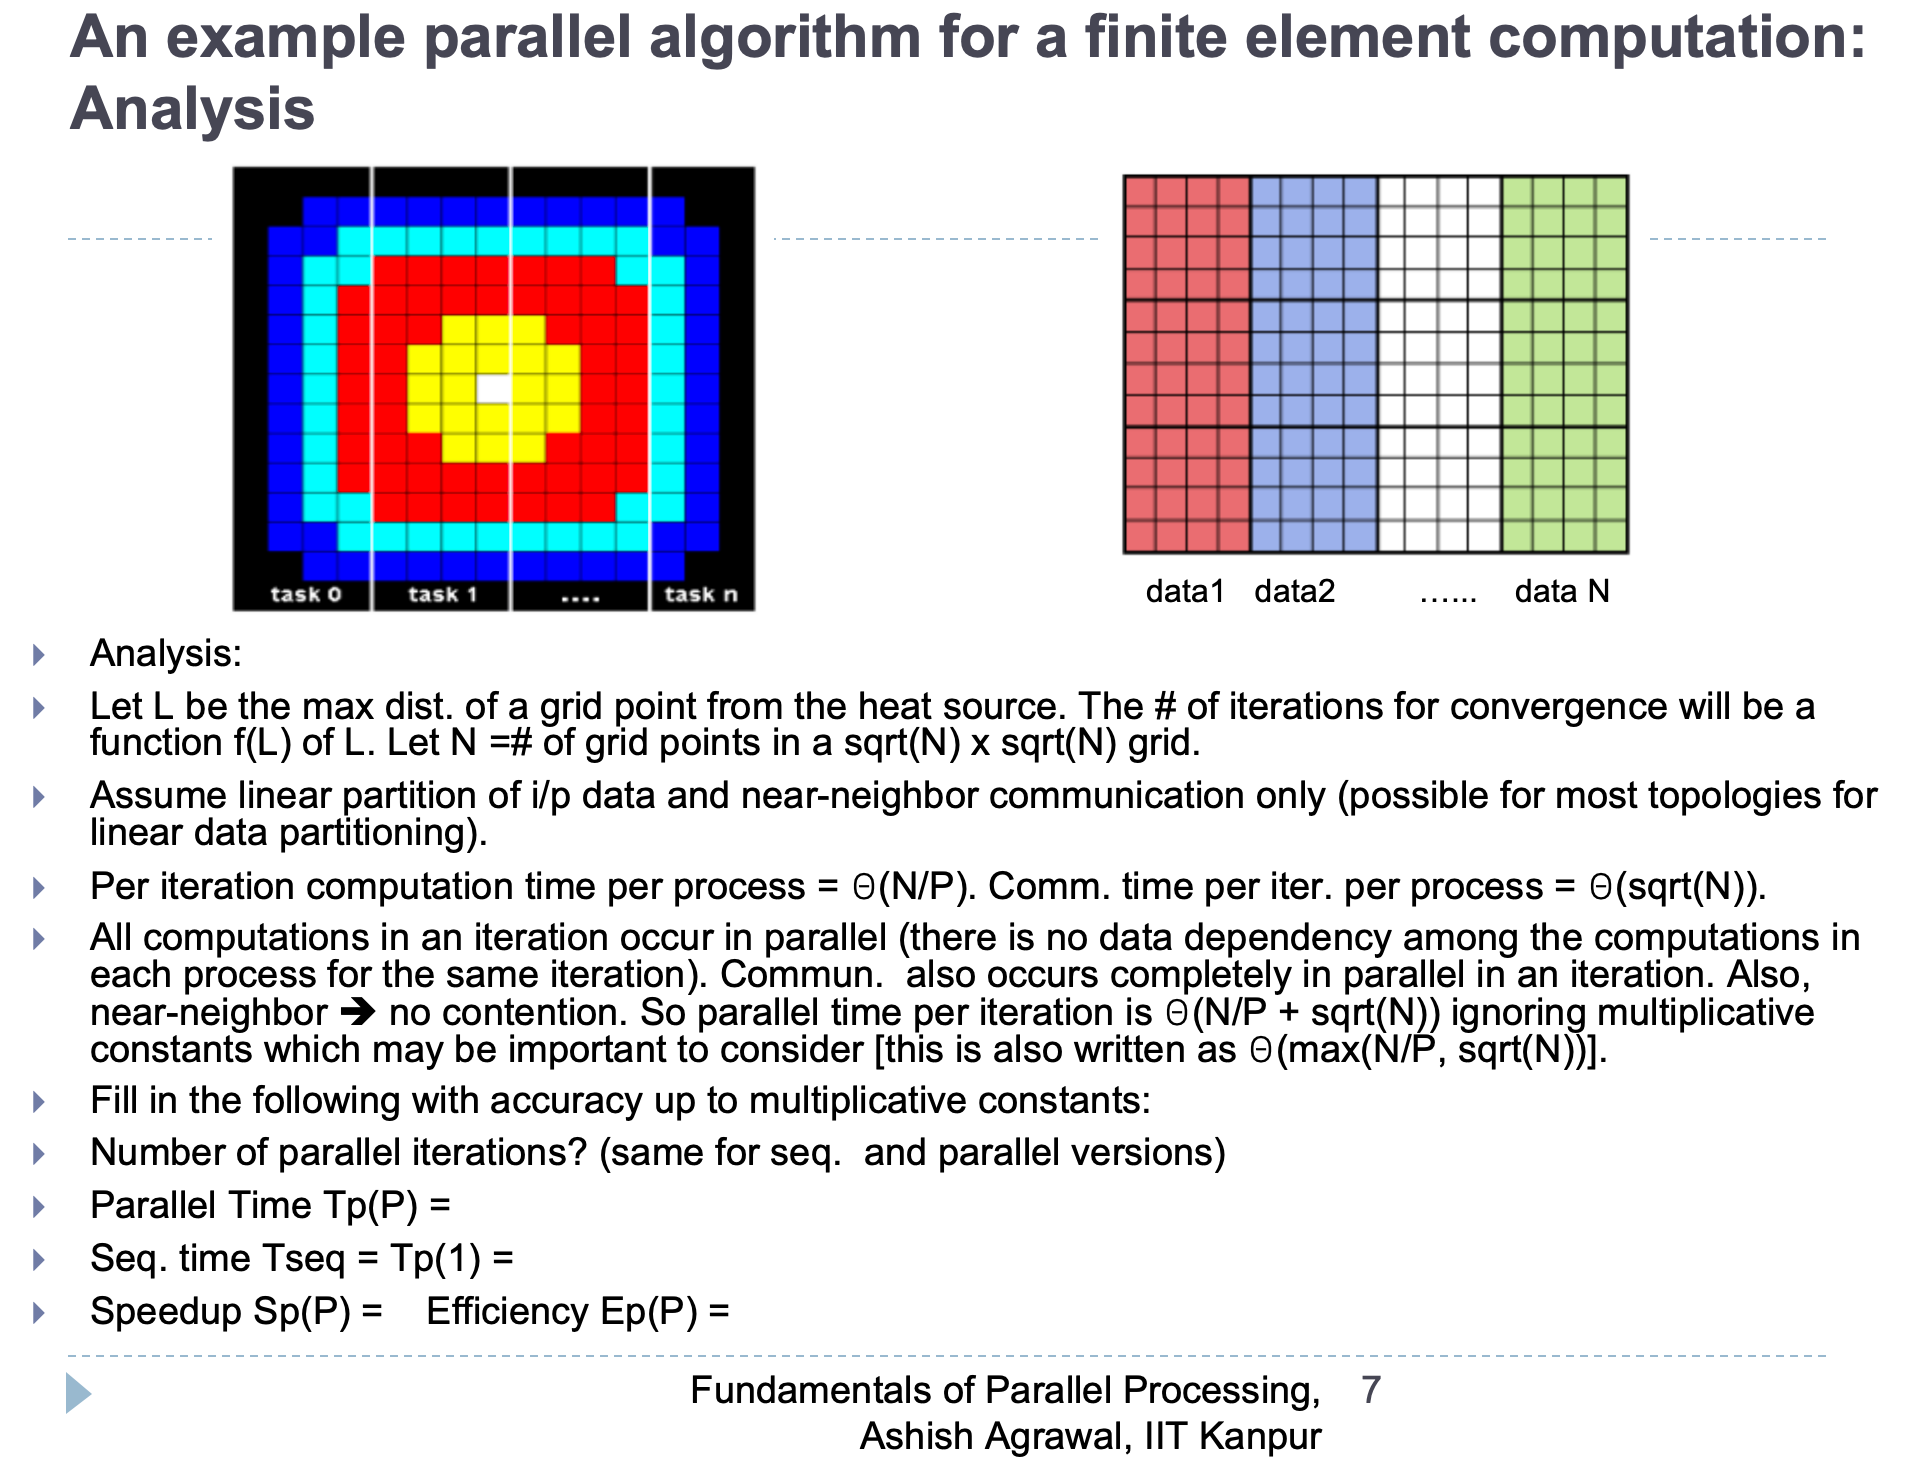 An example parallel algorithm for a finite element computation:
Analysis
task 0 task 1 .... task n
data1 data2 ...... data N
Analysis:
Let L be the max dist. of a grid point from the heat source. The # of iterations for convergence will be a
function f(L) of L. Let N =# of grid points in a sqrt(N) x sqrt(N) grid.
Assume linear partition of i/p data and near-neighbor communication only (possible for most topologies for
linear data partitioning).
Per iteration computation time per process = Θ(N/P). Comm. time per iter. per process = Θ(sqrt(N)).
All computations in an iteration occur in parallel (there is no data dependency among the computations in
each process for the same iteration). Commun.  also occurs completely in parallel in an iteration. Also,
near-neighbor ➔ no contention. So parallel time per iteration is Θ(N/P + sqrt(N)) ignoring multiplicative
constants which may be important to consider [this is also written as Θ(max(N/P, sqrt(N))].
Fill in the following with accuracy up to multiplicative constants:
Number of parallel iterations? (same for seq.  and parallel versions)
Parallel Time Tp(P) =
Seq. time Tseq = Tp(1) =
Speedup Sp(P) =    Efficiency Ep(P) =
Fundamentals of Parallel Processing, 7
Ashish Agrawal, IIT Kanpur